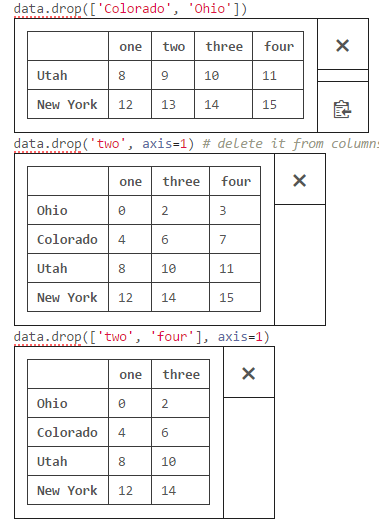 data.drop(['Colorado', 'Ohio'])
one two three four
Utah 8 9 10 11
New York 12 13 14 15
data.drop('two', axis=1) # delete it from columns
one three four
Ohio 0 2 3
Colorado 4 6 7
Utah 8 10 11
New York 12 14 15
data.drop(['two', 'four'], axis=1)
one three
Ohio 0 2
Colorado 4 6
Utah 8 10
New York 12 14